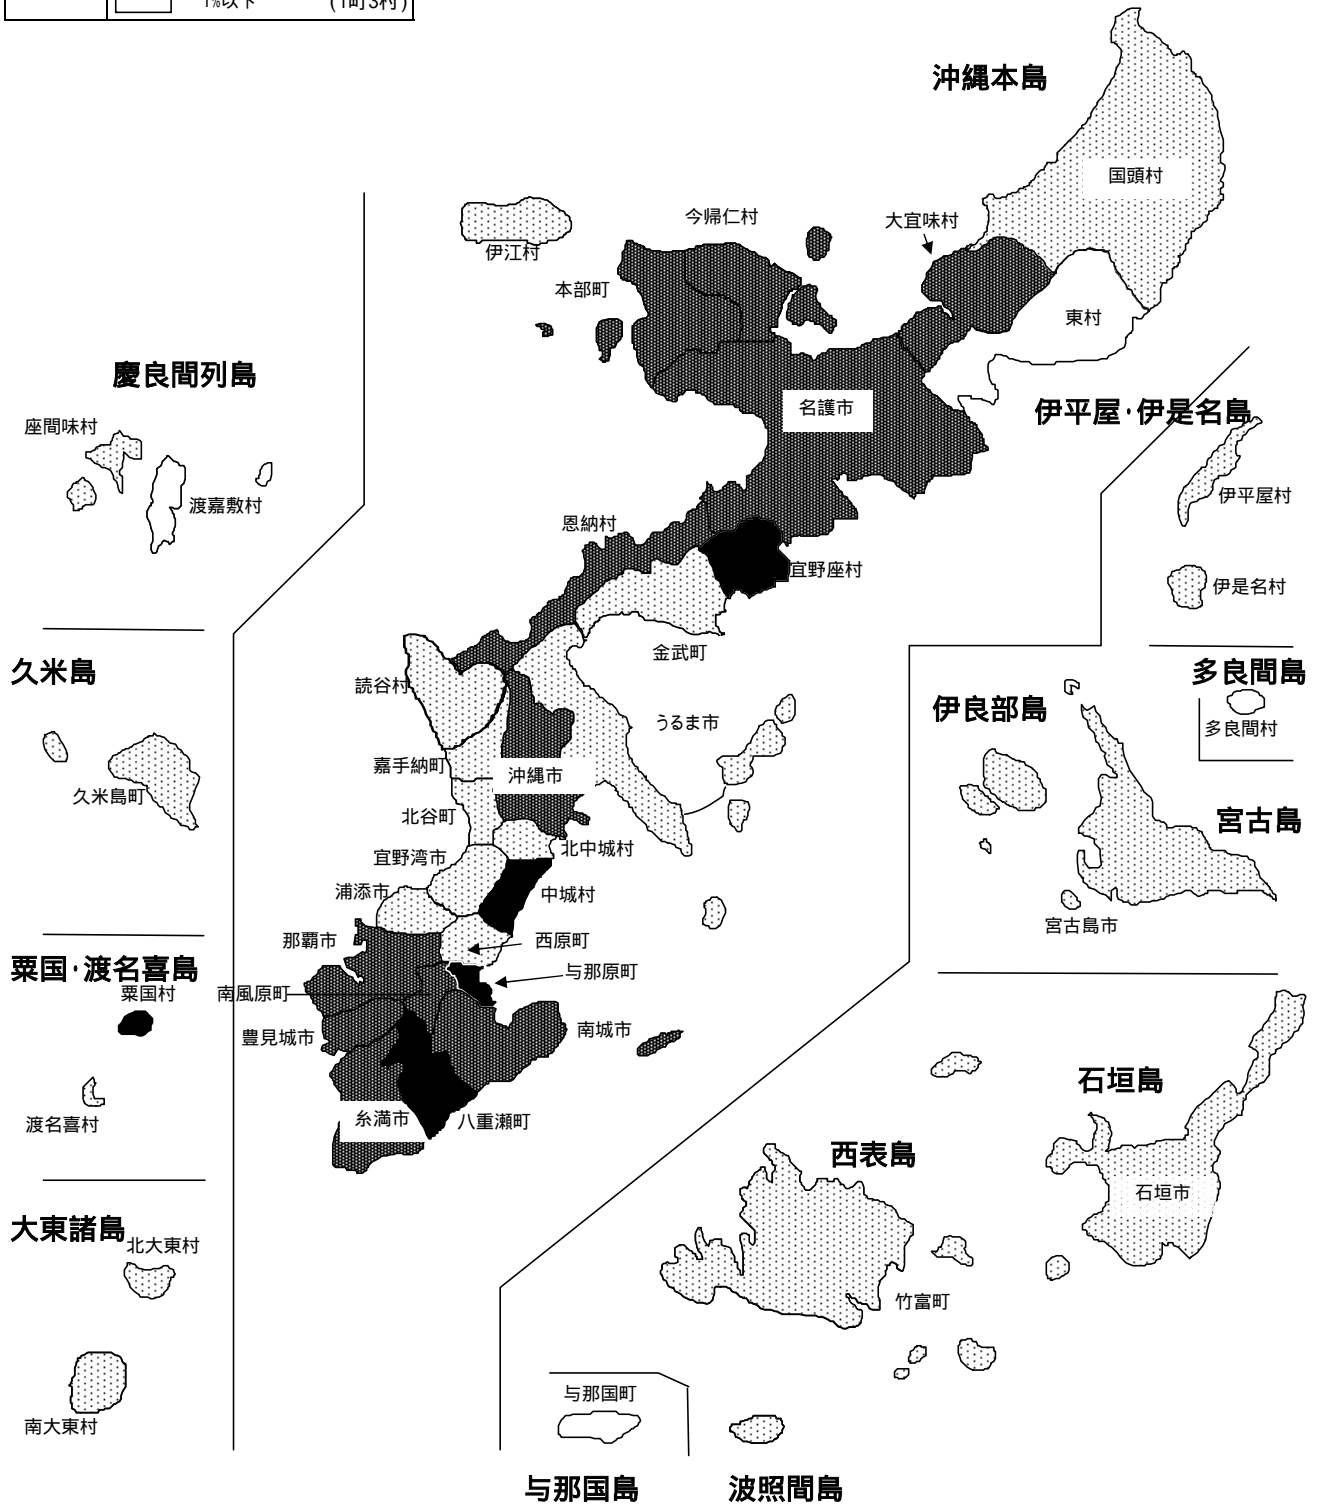 1%以下 (1町3村)
沖縄本島
国頭村
今帰仁村
大宜味村
伊江村
本部町
東村
慶良間列島
名護市
伊平屋・伊是名島
座間味村
伊平屋村
渡嘉敷村
恩納村
宜野座村
伊是名村
金武町
久米島
多良間島
読谷村
伊良部島
うるま市
多良間村
嘉手納町
沖縄市
久米島町
北谷町
宮古島
北中城村
宜野湾市
浦添市
中城村
宮古島市
那覇市
西原町
粟国・渡名喜島
与那原町
粟国村
南風原町
南城市
豊見城市
石垣島
糸満市
八重瀬町
渡名喜村
西表島
石垣市
大東諸島
北大東村
竹富町
与那国町
南大東村
与那国島
波照間島